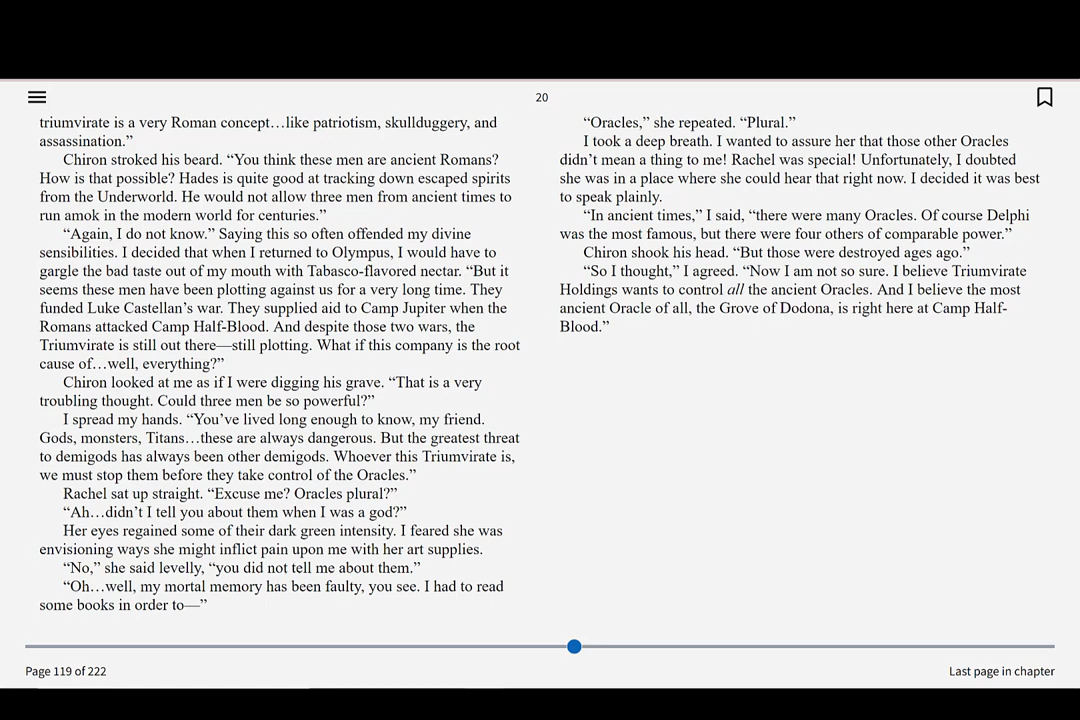 20
triumvirate is a very Roman concept…like patriotism, skullduggery, and
assassination.”
Chiron stroked his beard. “You think these men are ancient Romans?
How is that possible? Hades is quite good at tracking down escaped spirits
from the Underworld. He would not allow three men from ancient times to
run amok in the modern world for centuries.”
“Again, I do not know.” Saying this so often offended my divine
sensibilities. I decided that when I returned to Olympus, I would have to
gargle the bad taste out of my mouth with Tabasco-flavored nectar. “But it
seems these men have been plotting against us for a very long time. They
funded Luke Castellan’s war. They supplied aid to Camp Jupiter when the
Romans attacked Camp Half-Blood. And despite those two wars, the
Triumvirate is still out there—still plotting. What if this company is the root
cause of…well, everything?”
Chiron looked at me as if I were digging his grave. “That is a very
troubling thought. Could three men be so powerful?”
I spread my hands. “You’ve lived long enough to know, my friend.
Gods, monsters, Titans…these are always dangerous. But the greatest threat
to demigods has always been other demigods. Whoever this Triumvirate is,
we must stop them before they take control of the Oracles.”
Rachel sat up straight. “Excuse me? Oracles plural?”
“Ah…didn’t I tell you about them when I was a god?”
Her eyes regained some of their dark green intensity. I feared she was
envisioning ways she might inflict pain upon me with her art supplies.
“No,” she said levelly, “you did not tell me about them.”
“Oh…well, my mortal memory has been faulty, you see. I had to read
some books in order to—”
“Oracles,” she repeated. “Plural.”
I took a deep breath. I wanted to assure her that those other Oracles
didn’t mean a thing to me! Rachel was special! Unfortunately, I doubted
she was in a place where she could hear that right now. I decided it was best
to speak plainly.
“In ancient times,” I said, “there were many Oracles. Of course Delphi
was the most famous, but there were four others of comparable power.”
Chiron shook his head. “But those were destroyed ages ago.”
“So I thought,” I agreed. “Now I am not so sure. I believe Triumvirate
Holdings wants to control all the ancient Oracles. And I believe the most
ancient Oracle of all, the Grove of Dodona, is right here at Camp Half-
Blood.”
Page 119 of 222
Last page in chapter